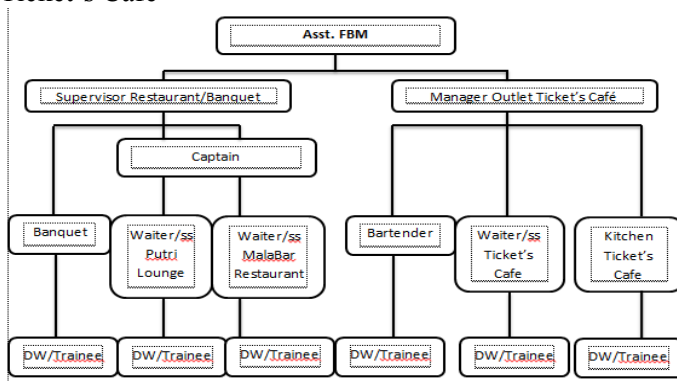 Ticket's Café
Asst. FBM
Supervisor Restaurant/Banquet
Manager Outlet Ticket's Café
Captain
Banquet
Waiter/ss
Putri
Lounge
Waiter/ss
MalaBar
Restaurant
Bartender
Waiter/ss
Ticket's
Cafe
Kitchen
Ticket's
Cafe
DW/Trainee
DW/Trainee
DW/Trainee
DW/Trainee
DW/Trainee
DW/Trainee